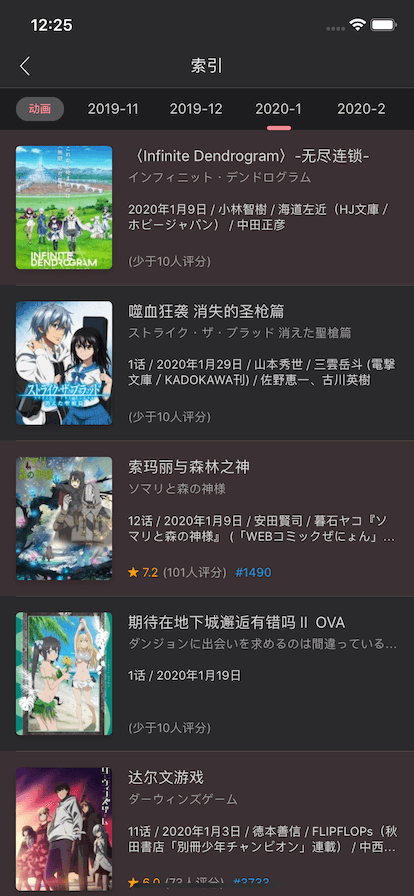 12:25
索引
动画
2019-11
2019-12
2020-1
2020-2
〈Infinite Dendrogram〉-无尽连锁-
インフィニット・デンドログラム
2020年1月9日 / 小林智樹 / 海道左近（HJ文庫 /
ホビージャパン） / 中田正彦
(少于10人评分)
INFINITE
DENDROGRAM
噬血狂袭 消失的圣枪篇
ストライク・ザ・ブラッド 消えた聖槍篇
1话 / 2020年1月29日 / 山本秀世 / 三雲岳斗 (電撃
文庫 / KADOKAWA刊) / 佐野恵一、古川英樹
(少于10人评分)
ストライク・ザ・ブラッド
索玛丽与森林之神
ソマリと森の神様
12话 / 2020年1月9日 / 安田賢司 / 暮石ヤコ『ソ
マリと森の神様』 (「WEBコミックぜにょん」...
7.2 (101人评分) #1490
期待在地下城邂逅有错吗Ⅱ OVA
ダンジョンに出会いを求めるのは間違っている...
1话 / 2020年1月19日
(少于10人评分)
达尔文游戏
ダーウィンズゲーム
11话 / 2020年1月3日 / 徳本善信 / FLIPFLOPs（秋
田書店「別冊少年チャンピオン」連載） / 中西...
6.0 (73人评分) #3733